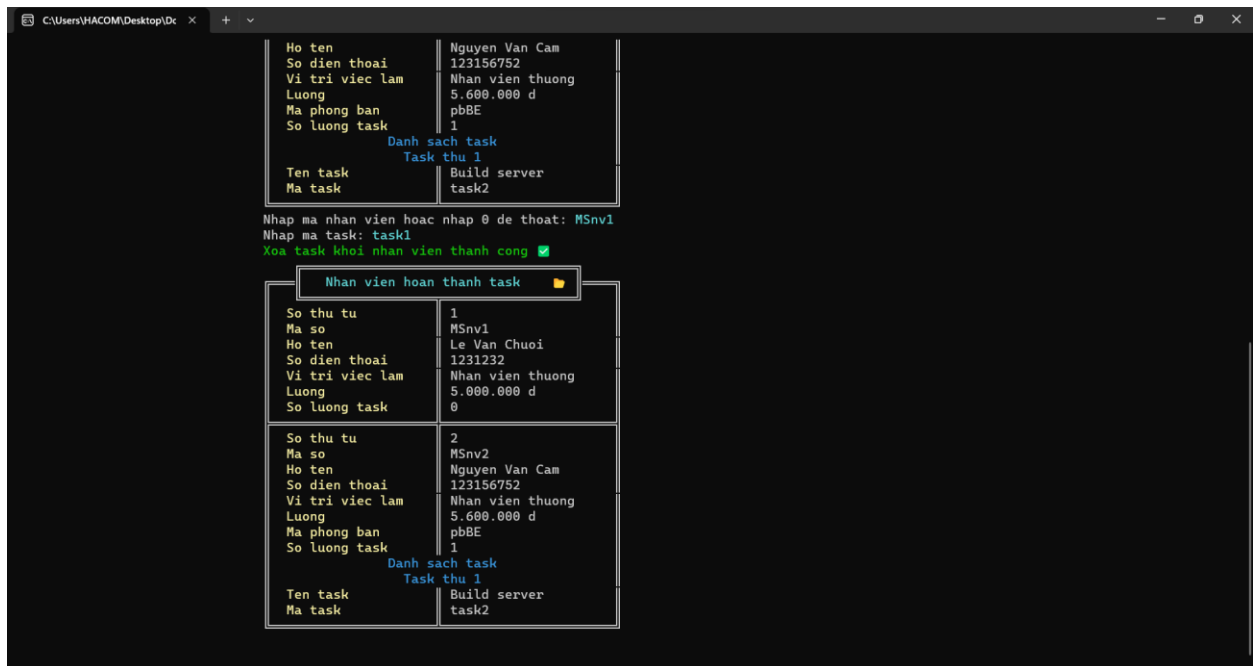 C:\Users\HACOM\Desktop\Dc
Ho ten Nguyen Van Cam
So dien thoai 123156752
Vi tri viec lam Nhan vien thuong
Luong 5.600.000 d
Ma phong ban pbBE
So luong task 1
Danh sach task
Task thu 1
Ten task Build server
Ma task task2
Nhap ma nhan vien hoac nhap 0 de thoat: MSnv1
Nhap ma task: task1
Xoa task khoi nhan vien thanh cong ✅
Nhan vien hoan thanh task 📂
So thu tu 1
Ma so MSnv1
Ho ten Le Van Chuoi
So dien thoai 1231232
Vi tri viec lam Nhan vien thuong
Luong 5.000.000 d
So luong task 0
So thu tu 2
Ma so MSnv2
Ho ten Nguyen Van Cam
So dien thoai 123156752
Vi tri viec lam Nhan vien thuong
Luong 5.600.000 d
Ma phong ban pbBE
So luong task 1
Danh sach task
Task thu 1
Ten task Build server
Ma task task2